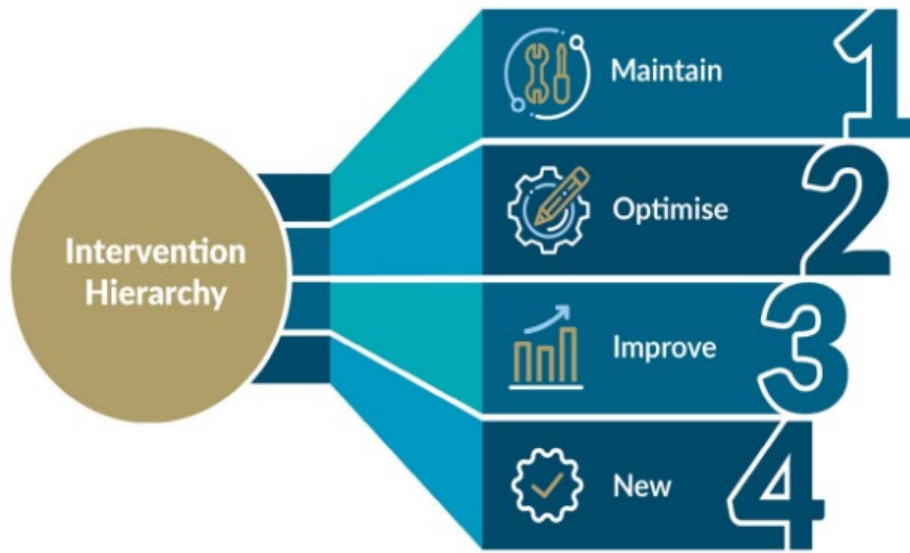 Intervention
Hierarchy
Maintain
1
Optimise
2
Improve
3
New
4